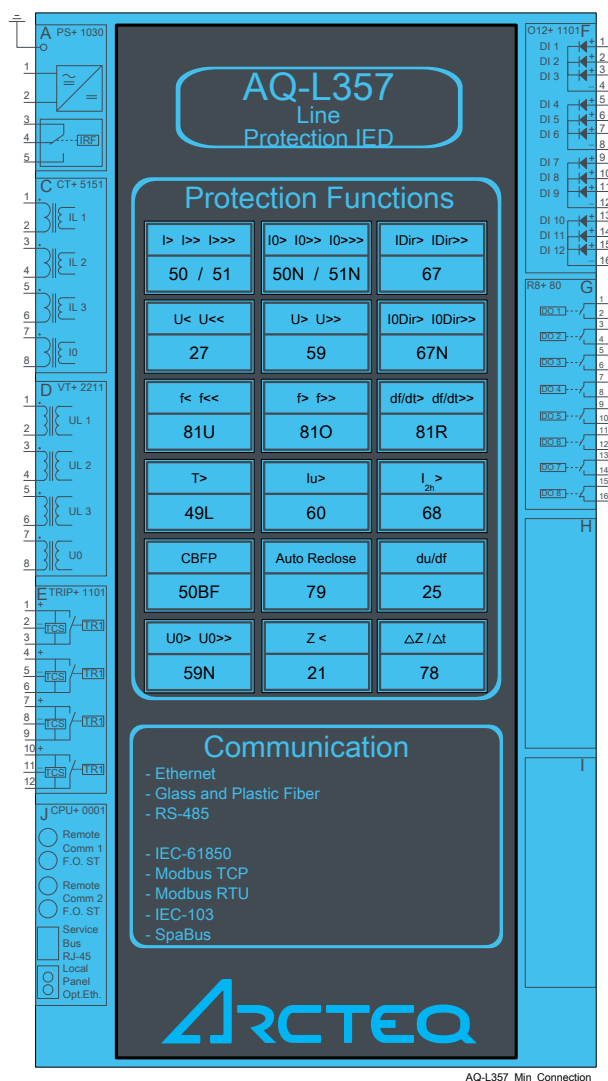 A PS+ 1030
1
2
3
4
5
IRF
C CT+ 5151
1
2
IL 1
3
4
IL 2
5
6
IL 3
7
8
I0
D VT+ 2211
1
2
UL 1
3
4
UL 2
5
6
UL 3
7
8
U0
E TRIP+ 1101
1 +
2 - TCS TR1
3
4 +
5 - TCS TR1
6
7 +
8 - TCS TR1
9
10 +
11 - TCS TR1
12
J CPU+ 0001
Remote
Comm 1
F.O. ST
Remote
Comm 2
F.O. ST
Service
Bus
RJ-45
Local
Panel
Opt.Eth.
AQ-L357
Line
Protection IED
Protection Functions
I> I>> I>>> I0> I0>> I0>>> IDir> IDir>>
50 / 51 50N / 51N 67
U< U<< U> U>> I0Dir> I0Dir>>
27 59 67N
f< f<< f> f>> df/dt> df/dt>>
81U 81O 81R
T> Iu> I2h>
49L 60 68
CBFP Auto Reclose du/df
50BF 79 25
U0> U0>> Z < △Z /△t
59N 21 78
Communication
- Ethernet
- Glass and Plastic Fiber
- RS-485
- IEC-61850
- Modbus TCP
- Modbus RTU
- IEC-103
- SpaBus
ARCTEQ
O12+ 1101 F
DI 1 + 1
DI 2 + 2
DI 3 + 3
- 4
DI 4 + 5
DI 5 + 6
DI 6 + 7
- 8
DI 7 + 9
DI 8 + 10
DI 9 + 11
- 12
DI 10 + 13
DI 11 + 14
DI 12 + 15
- 16
R8+ 80 G
1
DO 1 2
3
DO 2 4
5
DO 3 6
7
DO 4 8
9
DO 5 10
11
DO 6 12
13
DO 7 14
15
DO 8 16
H
I
AQ-L357 Min Connection